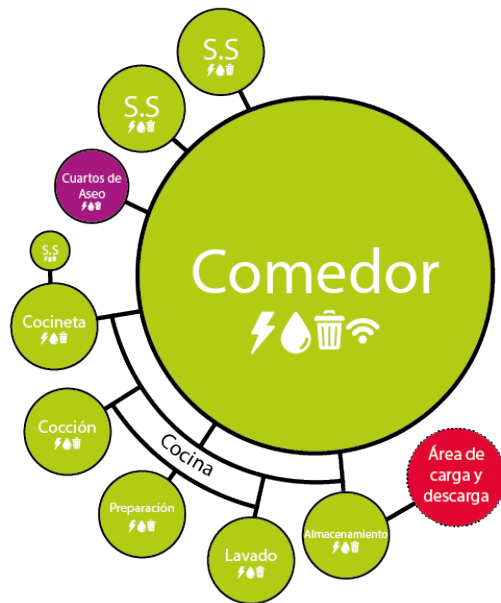 S.S
S.S
Cuartos de
Aseo
S.S
Cocineta
Comedor
Cocción
Cocina
Preparación
Lavado
Almacenamiento
Área de
carga y
descarga